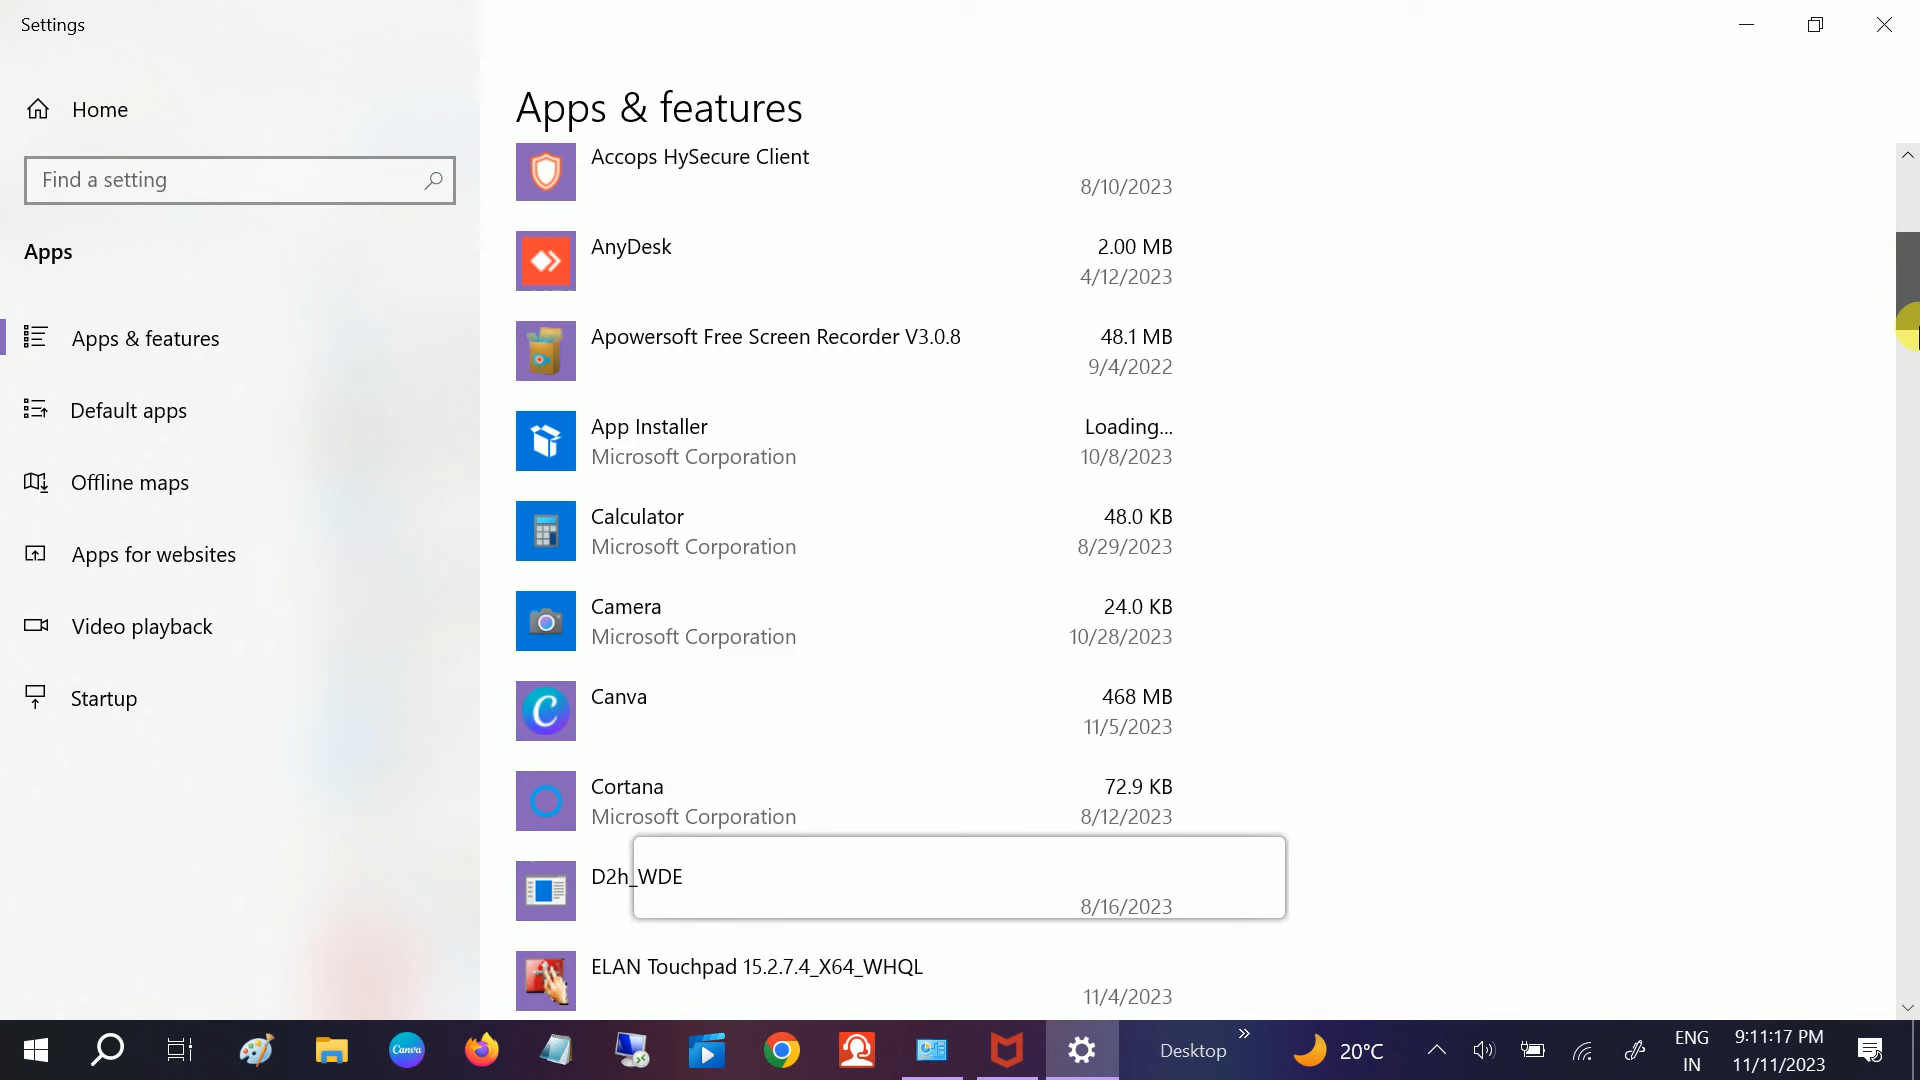 Settings
Home
Find a setting
Apps
Apps & features
Default apps
Offline maps
Apps for websites
Video playback
Startup
Apps & features
Accops HySecure Client
8/10/2023
AnyDesk 2.00 MB
4/12/2023
Apowersoft Free Screen Recorder V3.0.8 48.1 MB
9/4/2022
App Installer Loading...
Microsoft Corporation 10/8/2023
Calculator 48.0 KB
Microsoft Corporation 8/29/2023
Camera 24.0 KB
Microsoft Corporation 10/28/2023
Canva 468 MB
11/5/2023
Cortana 72.9 KB
Microsoft Corporation 8/12/2023
D2h_WDE
8/16/2023
ELAN Touchpad 15.2.7.4_X64_WHQL
11/4/2023
Canva
Desktop
20°C
ENG
IN
9:11:17 PM
11/11/2023